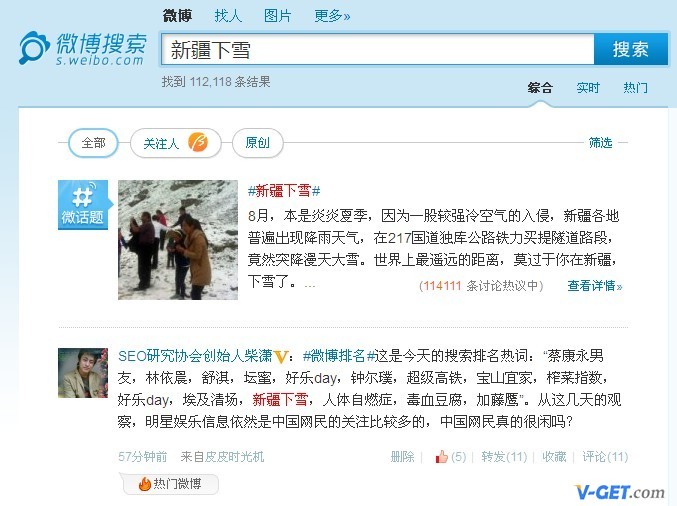 微博 找人 图片 更多»
微博搜索
s.weibo.com
新疆下雪
搜索
找到 112,118 条结果
综合 实时 热门
全部 关注人 原创 筛选
#
微话题
#新疆下雪#
8月，本是炎炎夏季，因为一股较强冷空气的入侵，新疆各地
普遍出现降雨天气，在217国道独库公路铁力买提隧道路段，
竟然突降漫天大雪。世界上最遥远的距离，莫过于你在新疆，
下雪了。...
(114111 条讨论热议中) 查看详情»
SEO研究协会创始人柴潇V：#微博排名#这是今天的搜索排名热词：“蔡康永男
友，林依晨，舒淇，坛蜜，好乐day，钟尔璞，超级高铁，宝山宜家，榨菜指数，
好乐day，埃及清场，新疆下雪，人体自燃症，毒血豆腐，加藤鹰”。从这几天的观
察，明星娱乐信息依然是中国网民的关注比较多的，中国网民真的很闲吗？
57分钟前 来自皮皮时光机 删除 | (5) | 转发(11) | 收藏 | 评论(11)
热门微博
V-GET.com